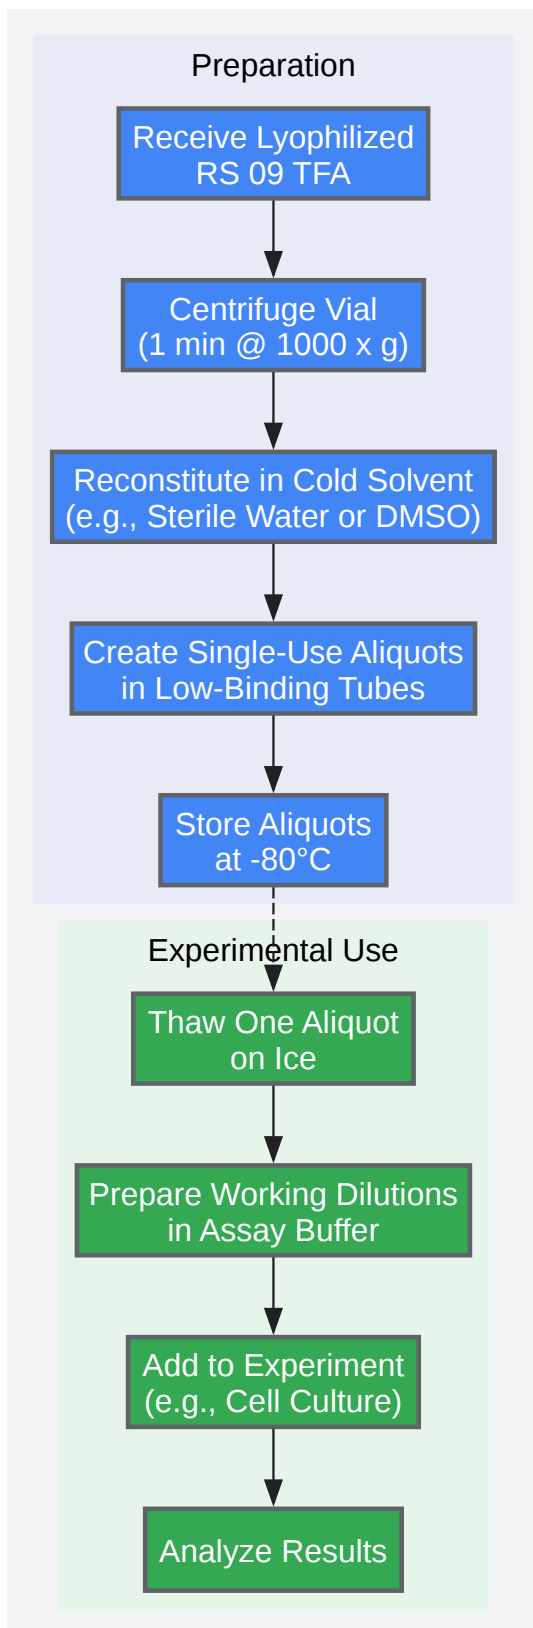 Preparation
Receive Lyophilized
RS 09 TFA
Centrifuge Vial
(1 min @ 1000 x g)
Reconstitute in Cold Solvent
(e.g., Sterile Water or DMSO)
Create Single-Use Aliquots
in Low-Binding Tubes
Store Aliquots
at -80°C
Experimental Use
Thaw One Aliquot
on Ice
Prepare Working Dilutions
in Assay Buffer
Add to Experiment
(e.g., Cell Culture)
Analyze Results